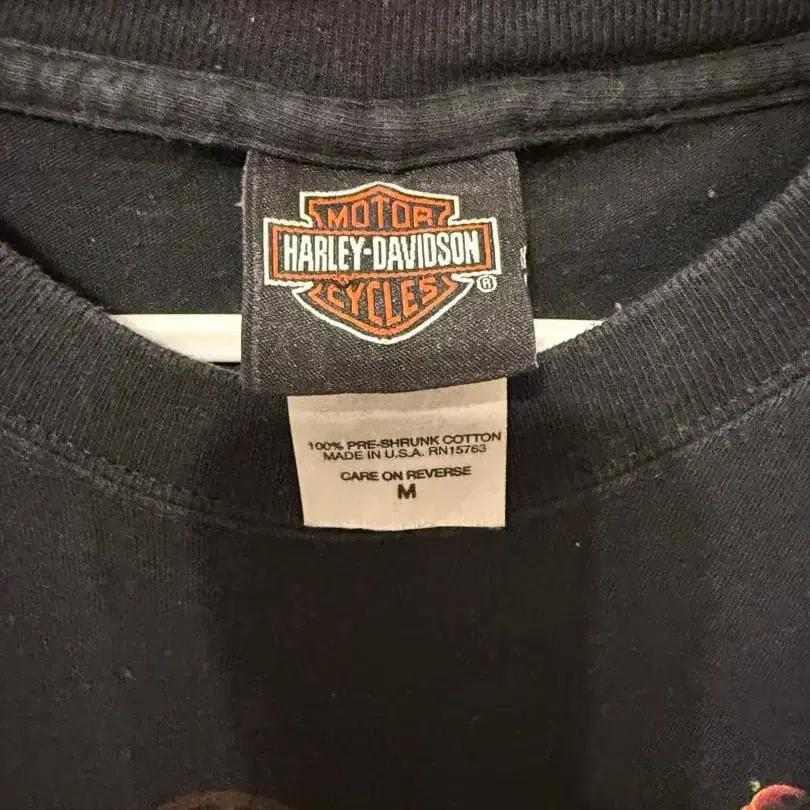 MOTOR
HARLEY-DAVIDSON
CYCLES
®
100% PRE-SHRUNK COTTON
MADE IN U.S.A. RN15763
CARE ON REVERSE
M